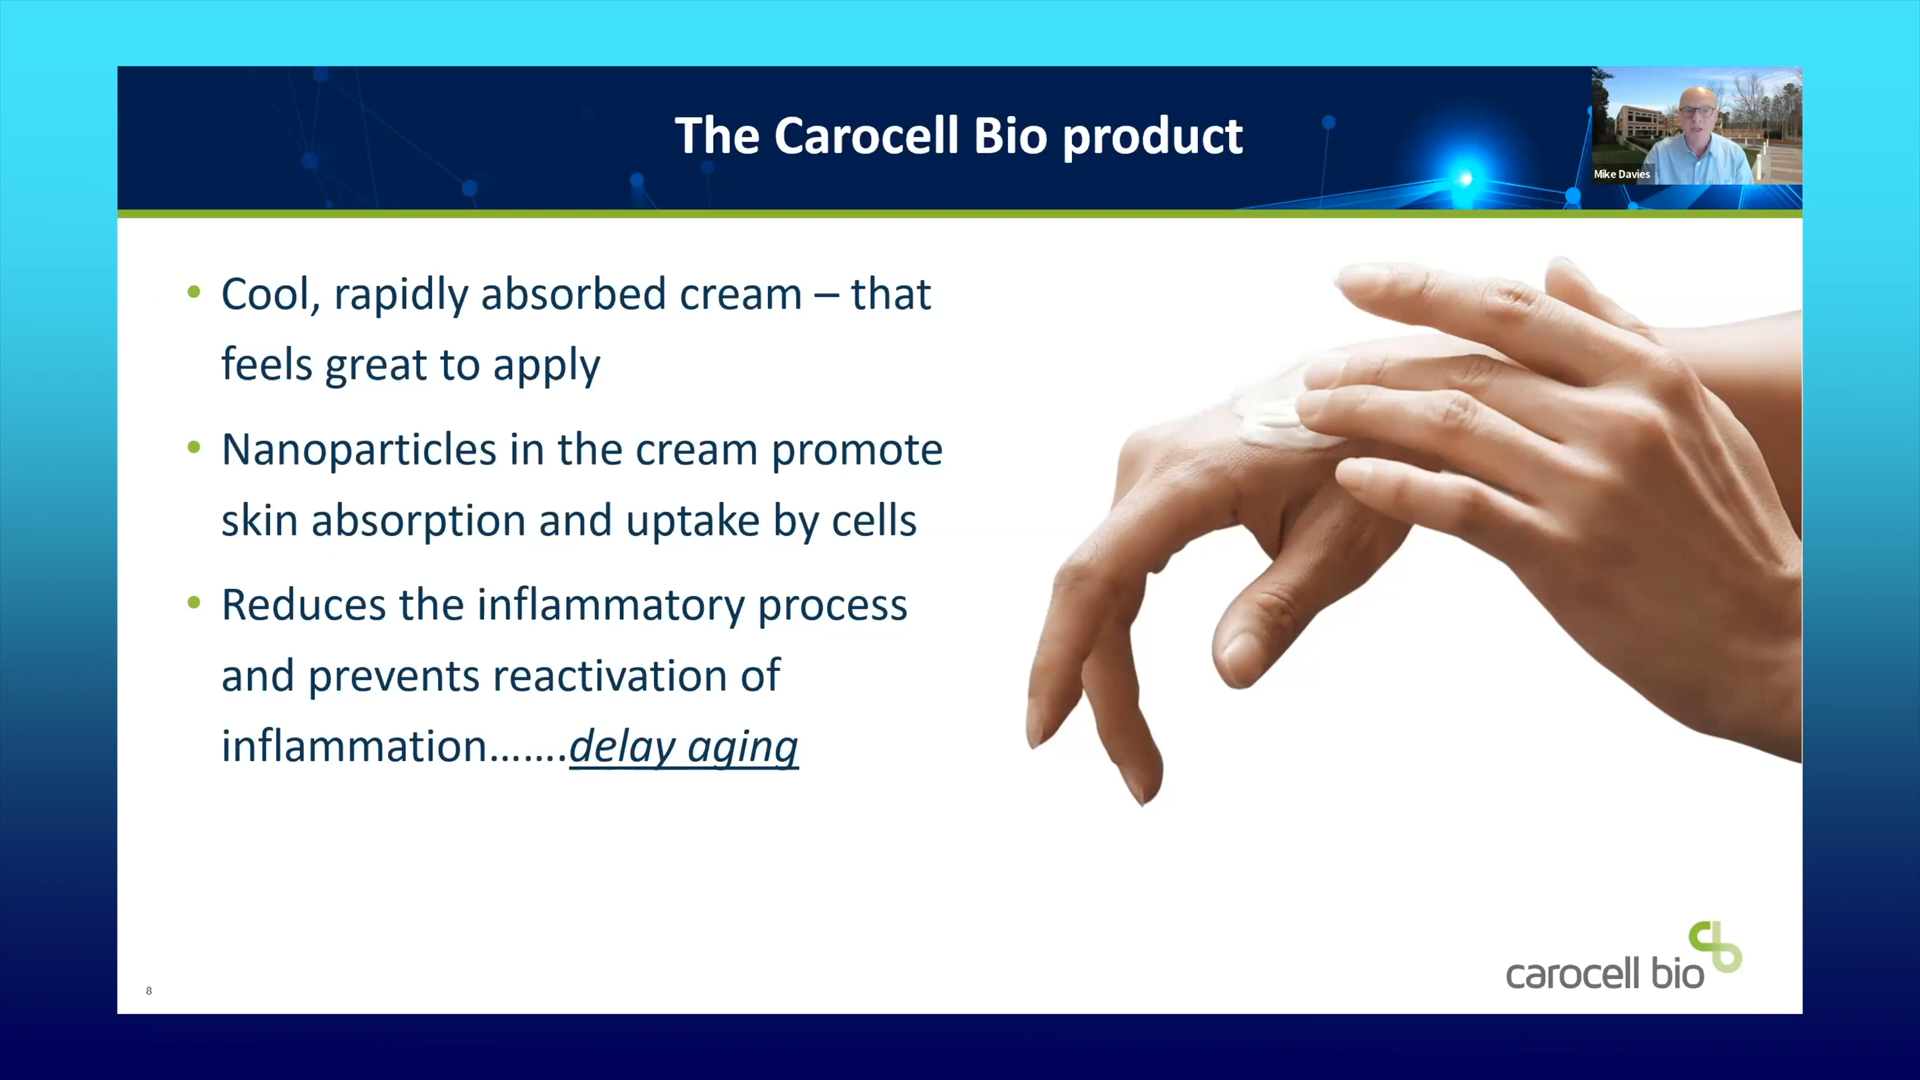 The Carocell Bio product
Mike Davies
• Cool, rapidly absorbed cream – that
feels great to apply
• Nanoparticles in the cream promote
skin absorption and uptake by cells
• Reduces the inflammatory process
and prevents reactivation of
inflammation.......delay aging
carocell bio
8